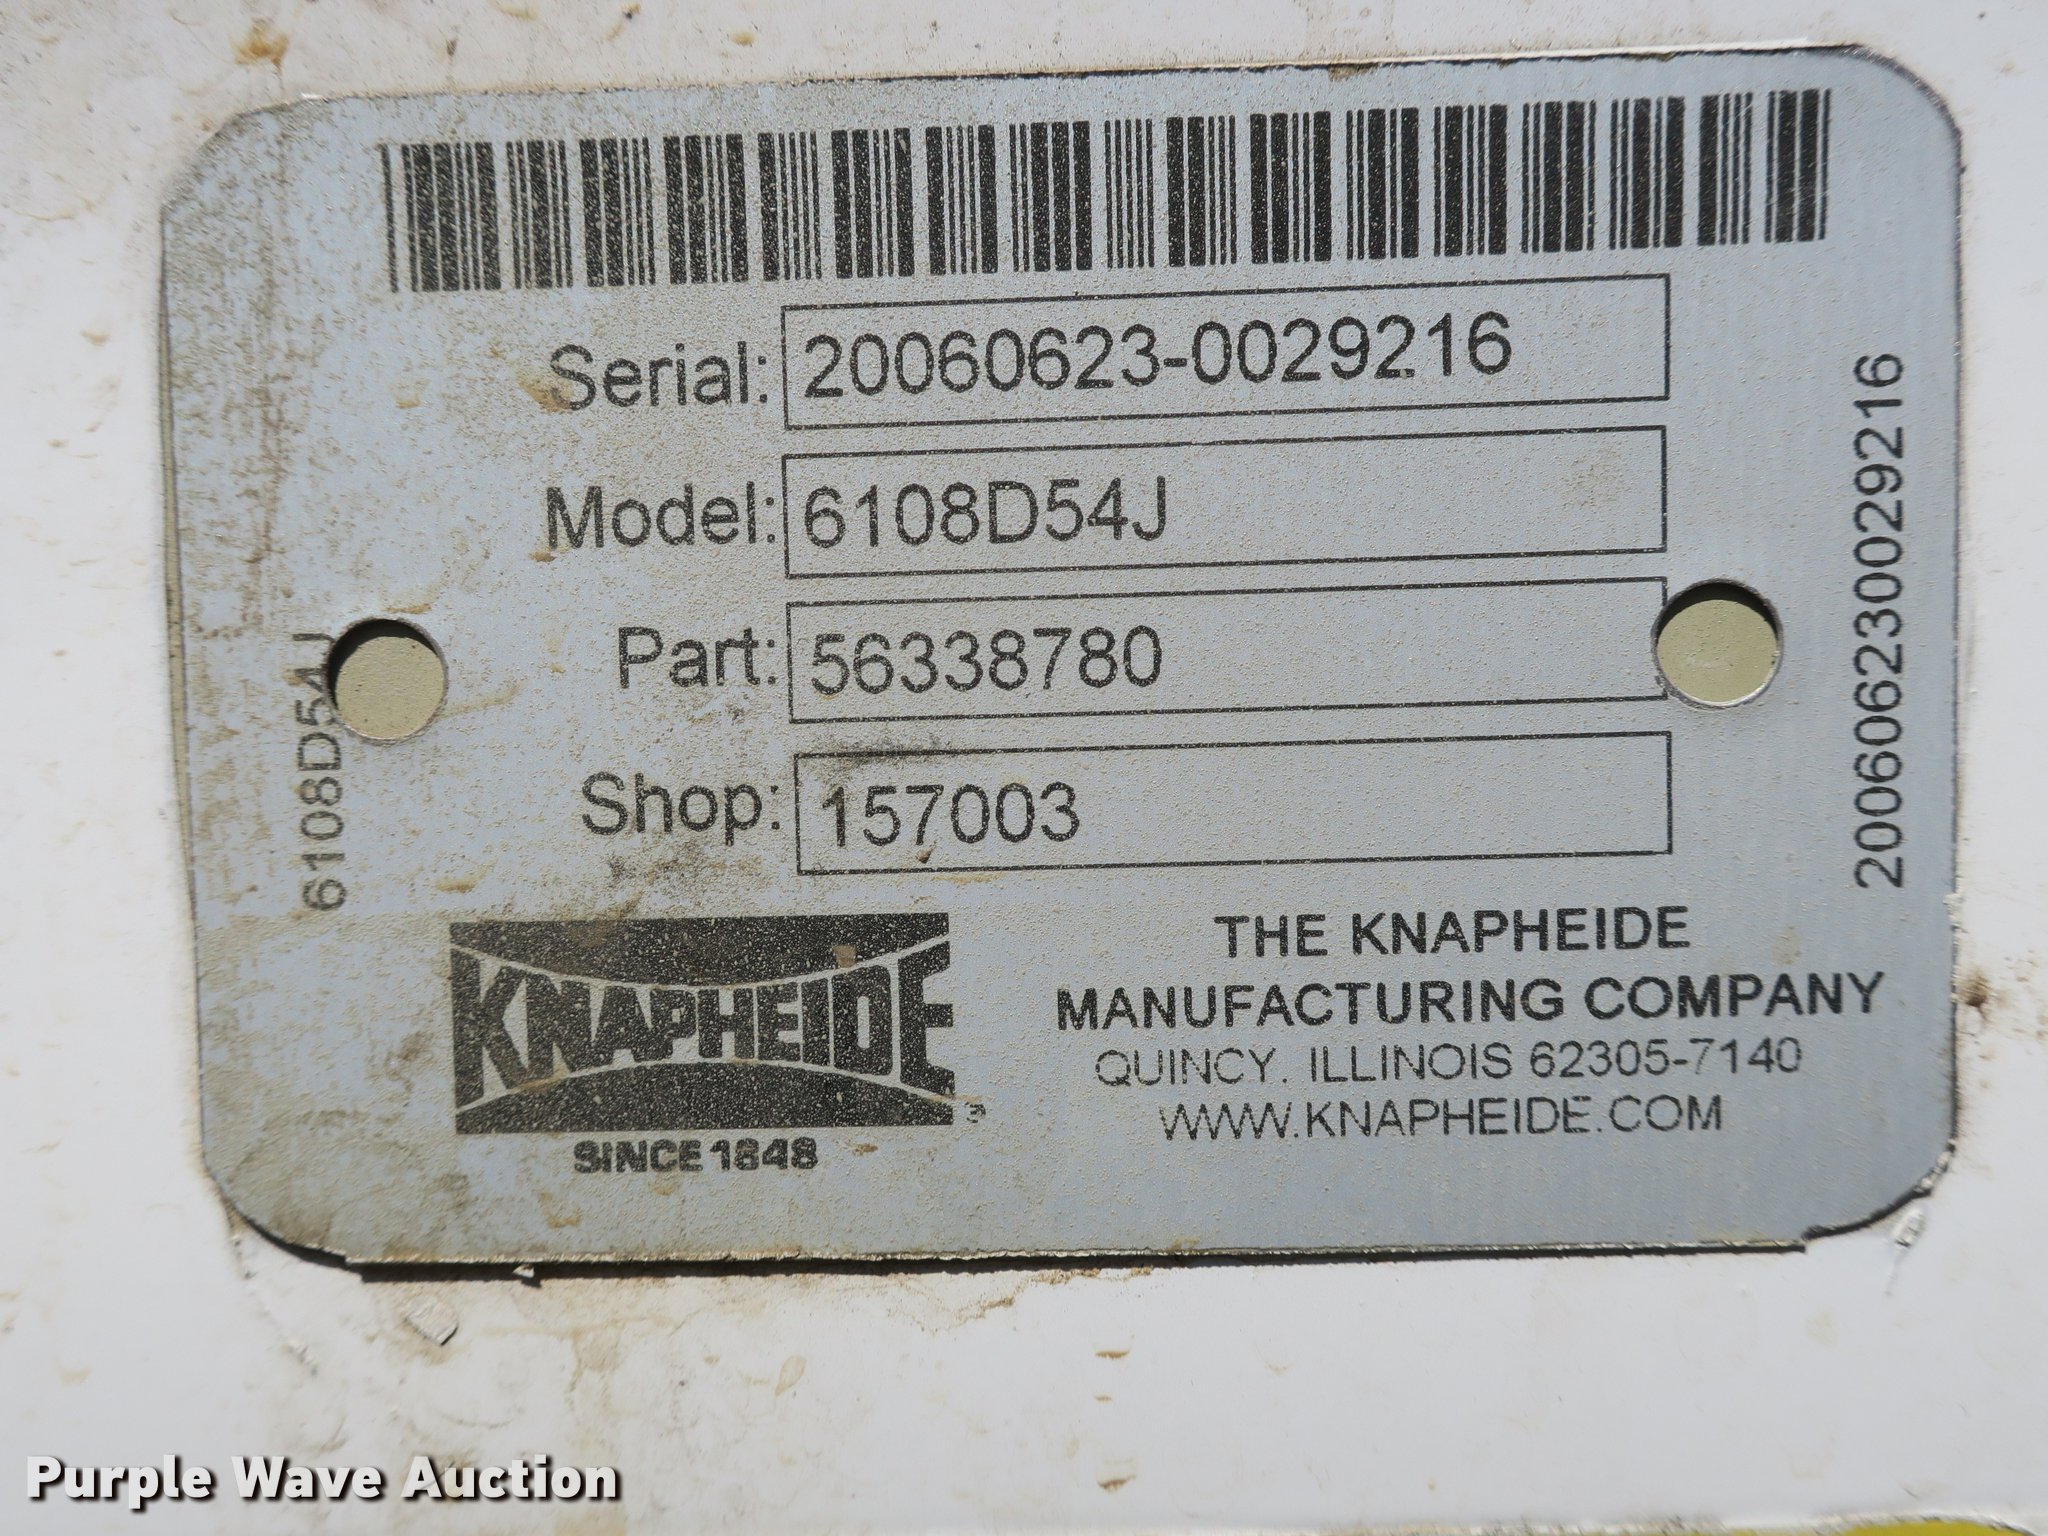 Serial: 20060623-0029216
Model: 6108D54J
Part: 56338780
Shop: 157003
6108D54J
200606230029216
KNAPHEIDE
SINCE 1848
THE KNAPHEIDE
MANUFACTURING COMPANY
QUINCY, ILLINOIS 62305-7140
WWW.KNAPHEIDE.COM
Purple Wave Auction